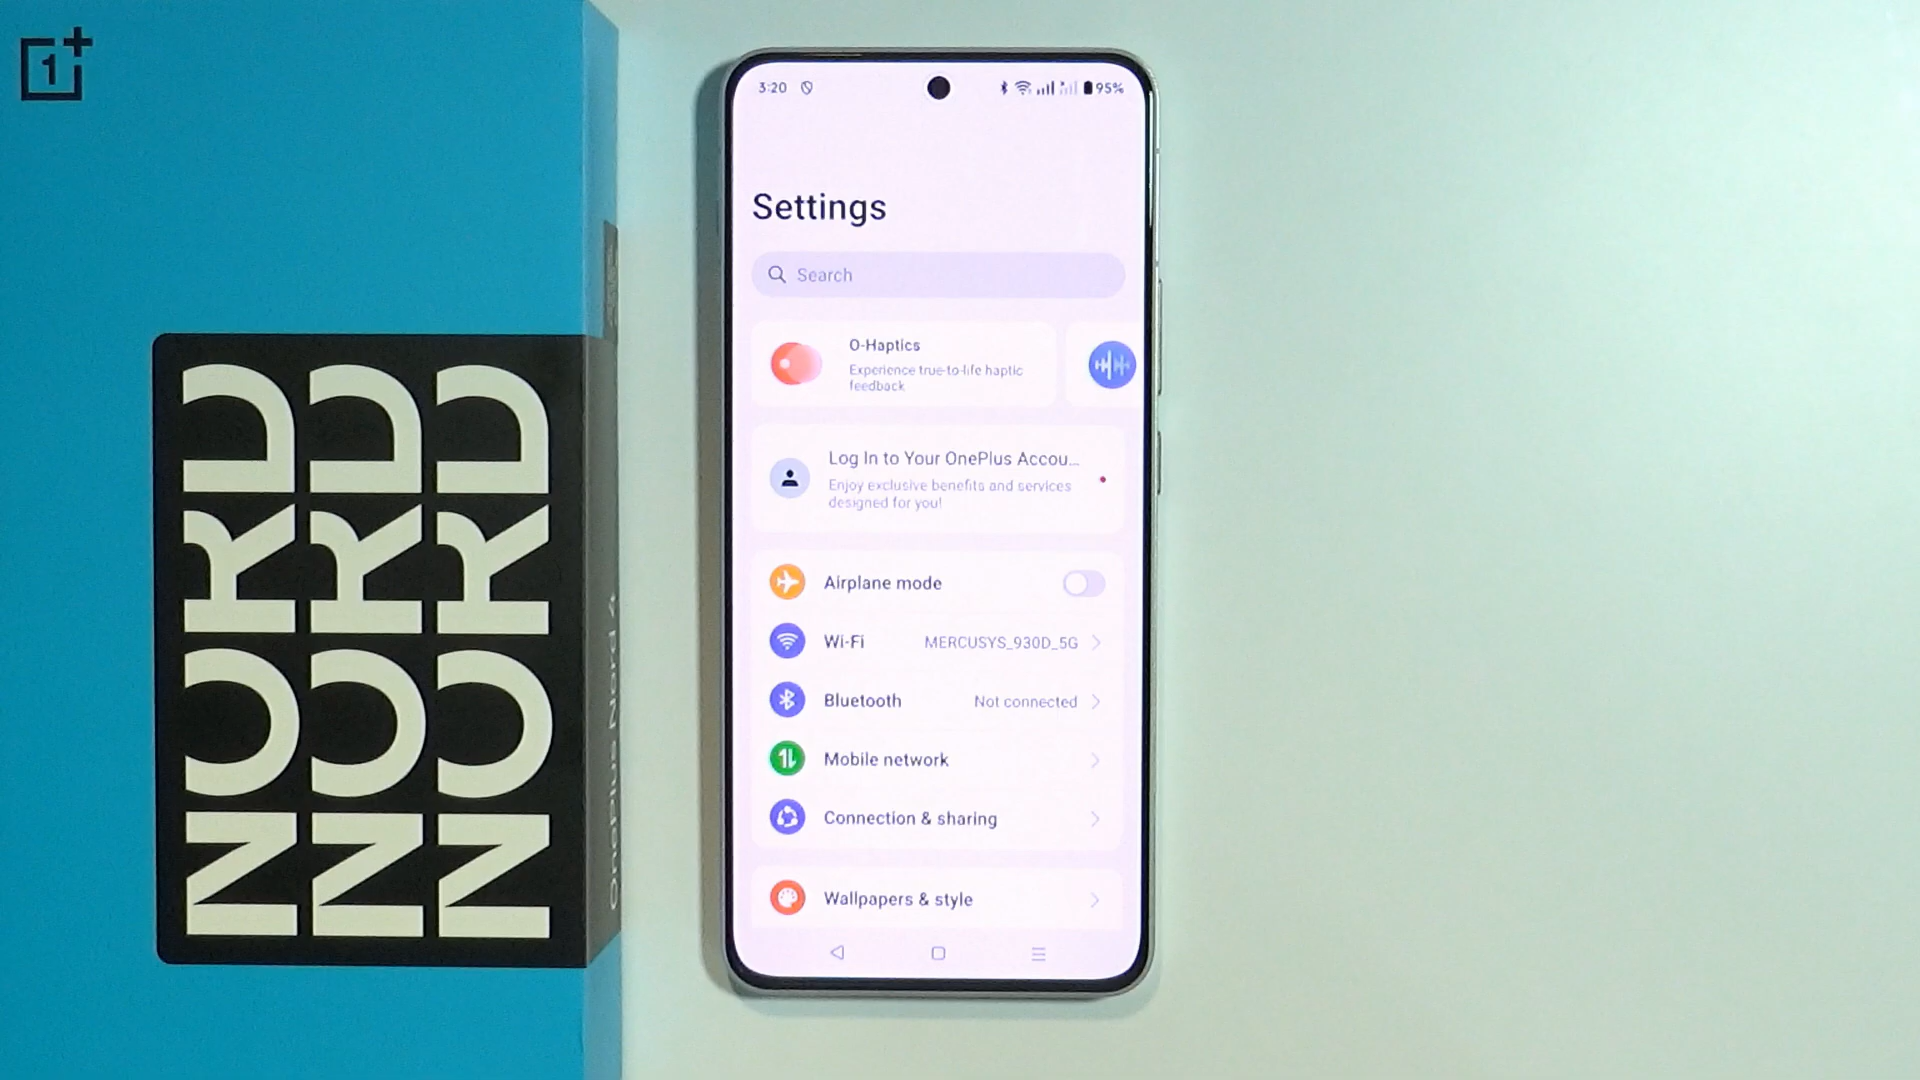 1+
NORD
NORD
NORD
OnePlus Nord 4
3:20
95%
Settings
Search
O-Haptics
Experience true-to-life haptic
feedback
Log In to Your OnePlus Accou...
Enjoy exclusive benefits and services
designed for you!
Airplane mode
Wi-Fi MERCUSYS_930D_5G
Bluetooth Not connected
Mobile network
Connection & sharing
Wallpapers & style